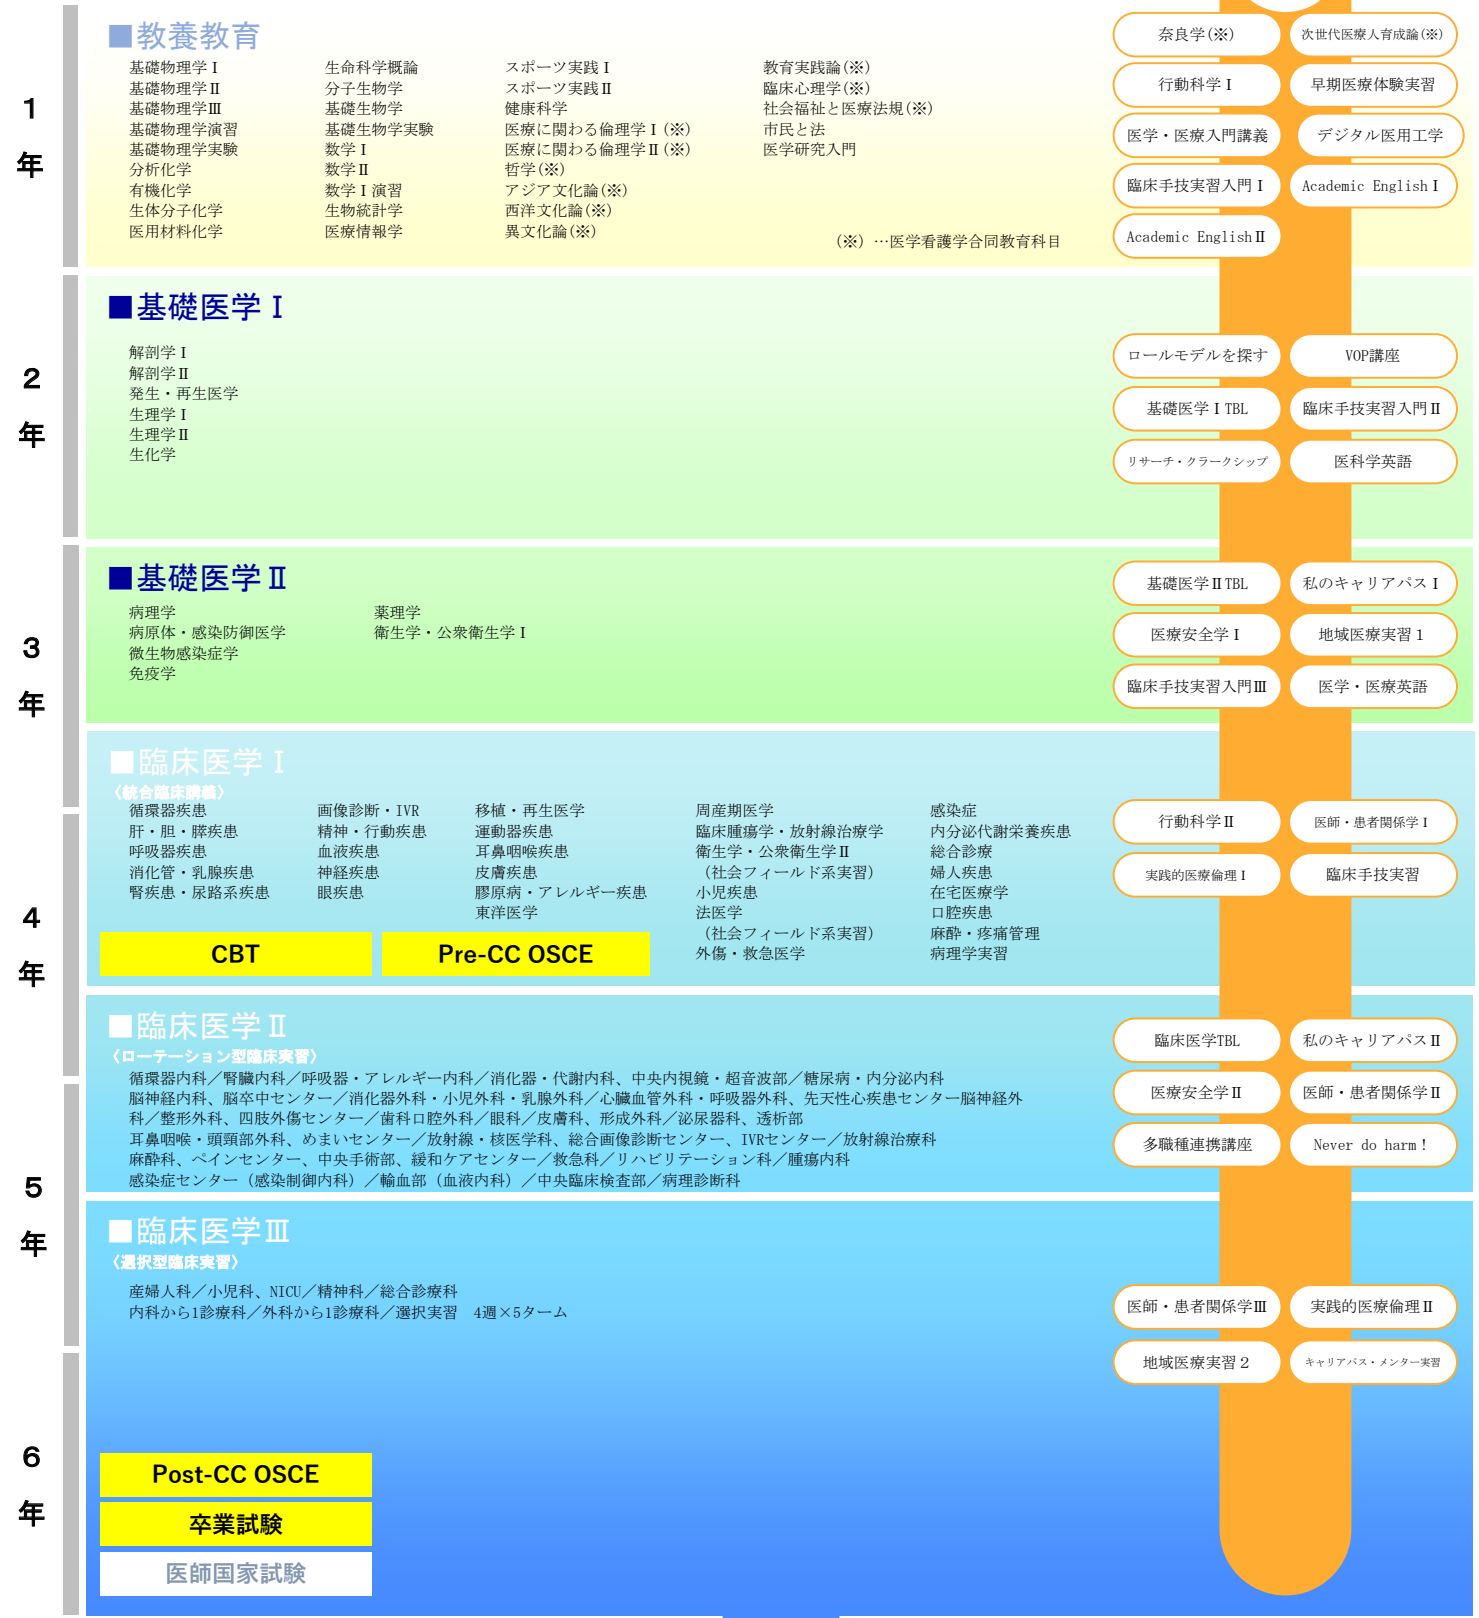 1
年
■教養教育
基礎物理学Ⅰ
基礎物理学Ⅱ
基礎物理学Ⅲ
基礎物理学演習
基礎物理学実験
分析化学
有機化学
生体分子化学
医用材料化学
生命科学概論
分子生物学
基礎生物学
基礎生物学実験
数学Ⅰ
数学Ⅱ
数学Ⅰ演習
生物統計学
医療情報学
スポーツ実践Ⅰ
スポーツ実践Ⅱ
健康科学
医療に関わる倫理学Ⅰ(※)
医療に関わる倫理学Ⅱ(※)
哲学(※)
アジア文化論(※)
西洋文化論(※)
異文化論(※)
教育実践論(※)
臨床心理学(※)
社会福祉と医療法規(※)
市民と法
医学研究入門
(※) …医学看護学合同教育科目
奈良学(※)
次世代医療人育成論(※)
行動科学Ⅰ
早期医療体験実習
医学・医療入門講義
デジタル医用工学
臨床手技実習入門Ⅰ
Academic EnglishⅠ
Academic EnglishⅡ
2
年
■基礎医学Ⅰ
解剖学Ⅰ
解剖学Ⅱ
発生・再生医学
生理学Ⅰ
生理学Ⅱ
生化学
ロールモデルを探す
VOP講座
基礎医学ⅠTBL
臨床手技実習入門Ⅱ
リサーチ・クラークシップ
医科学英語
3
年
■基礎医学Ⅱ
病理学
病原体・感染防御医学
微生物感染症学
免疫学
薬理学
衛生学・公衆衛生学Ⅰ
基礎医学ⅡTBL
私のキャリアパスⅠ
医療安全学Ⅰ
地域医療実習1
臨床手技実習入門Ⅲ
医学・医療英語
4
年
■臨床医学Ⅰ
〈統合臨床講義〉
循環器疾患
肝・胆・膵疾患
呼吸器疾患
消化管・乳腺疾患
腎疾患・尿路系疾患
画像診断・IVR
精神・行動疾患
血液疾患
神経疾患
眼疾患
移植・再生医学
運動器疾患
耳鼻咽喉疾患
皮膚疾患
膠原病・アレルギー疾患
東洋医学
周産期医学
臨床腫瘍学・放射線治療学
衛生学・公衆衛生学Ⅱ
（社会フィールド系実習）
小児疾患
法医学
（社会フィールド系実習）
外傷・救急医学
感染症
内分泌代謝栄養疾患
総合診療
婦人疾患
在宅医療学
口腔疾患
麻酔・疼痛管理
病理学実習
CBT
Pre-CC OSCE
行動科学Ⅱ
医師・患者関係学Ⅰ
実践的医療倫理Ⅰ
臨床手技実習
5
年
■臨床医学Ⅱ
〈ローテーション型臨床実習〉
循環器内科／腎臓内科／呼吸器・アレルギー内科／消化器・代謝内科、中央内視鏡・超音波部／糖尿病・内分泌内科
脳神経内科、脳卒中センター／消化器外科・小児外科・乳腺外科／心臓血管外科・呼吸器外科、先天性心疾患センター脳神経外
科／整形外科、四肢外傷センター／歯科口腔外科／眼科／皮膚科、形成外科／泌尿器科、透析部
耳鼻咽喉・頭頸部外科、めまいセンター／放射線・核医学科、総合画像診断センター、IVRセンター／放射線治療科
麻酔科、ペインセンター、中央手術部、緩和ケアセンター／救急科／リハビリテーション科／腫瘍内科
感染症センター（感染制御内科）／輸血部（血液内科）／中央臨床検査部／病理診断科
臨床医学TBL
私のキャリアパスⅡ
医療安全学Ⅱ
医師・患者関係学Ⅱ
多職種連携講座
Never do harm！
■臨床医学Ⅲ
〈選択型臨床実習〉
産婦人科／小児科、NICU／精神科／総合診療科
内科から1診療科／外科から1診療科／選択実習　4週×5ターム
医師・患者関係学Ⅲ
実践的医療倫理Ⅱ
地域医療実習２
キャリアパス・メンター実習
6
年
Post-CC OSCE
卒業試験
医師国家試験